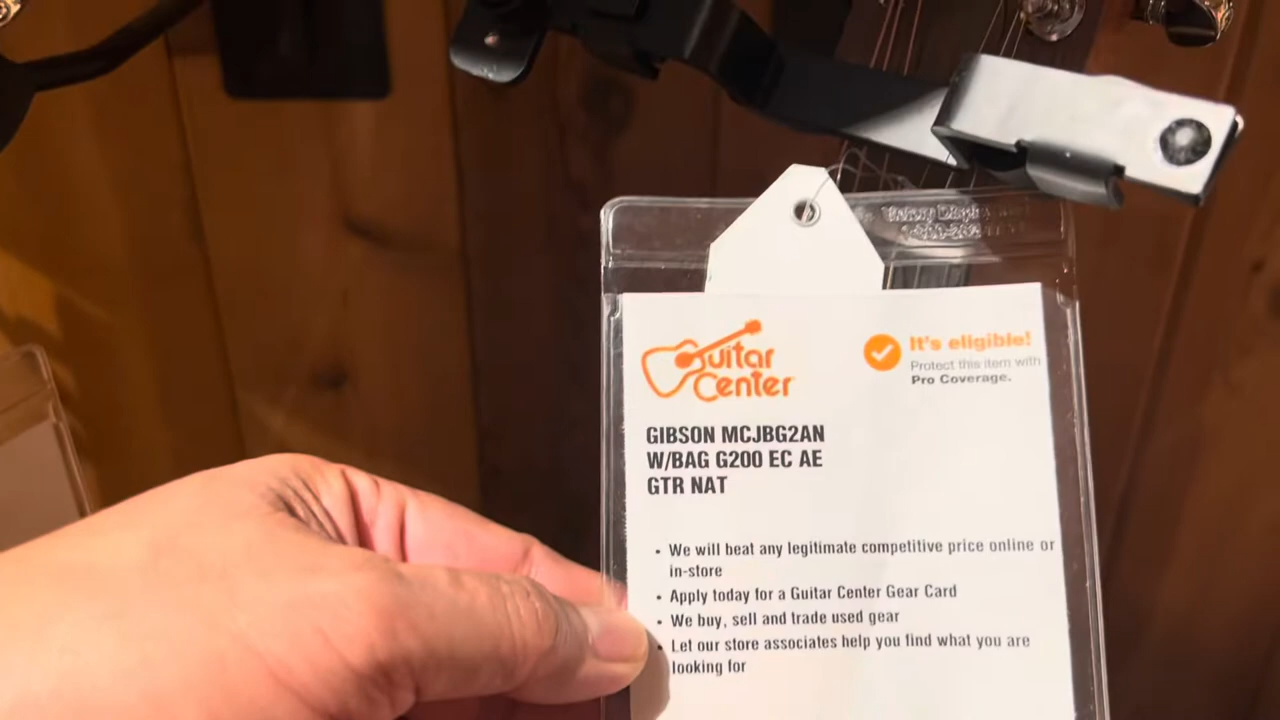 Guitar
Center
It's eligible!
Protect this item with
Pro Coverage.
GIBSON MCJBG2AN
W/BAG G200 EC AE
GTR NAT
• We will beat any legitimate competitive price online or
in-store
• Apply today for a Guitar Center Gear Card
• We buy, sell and trade used gear
• Let our store associates help you find what you are
looking for